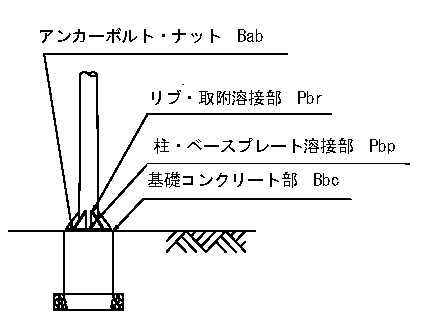 アンカーボルト・ナット Bab
リブ・取附溶接部 Pbr
柱・ベースプレート溶接部 Pbp
基礎コンクリート部 Bbc